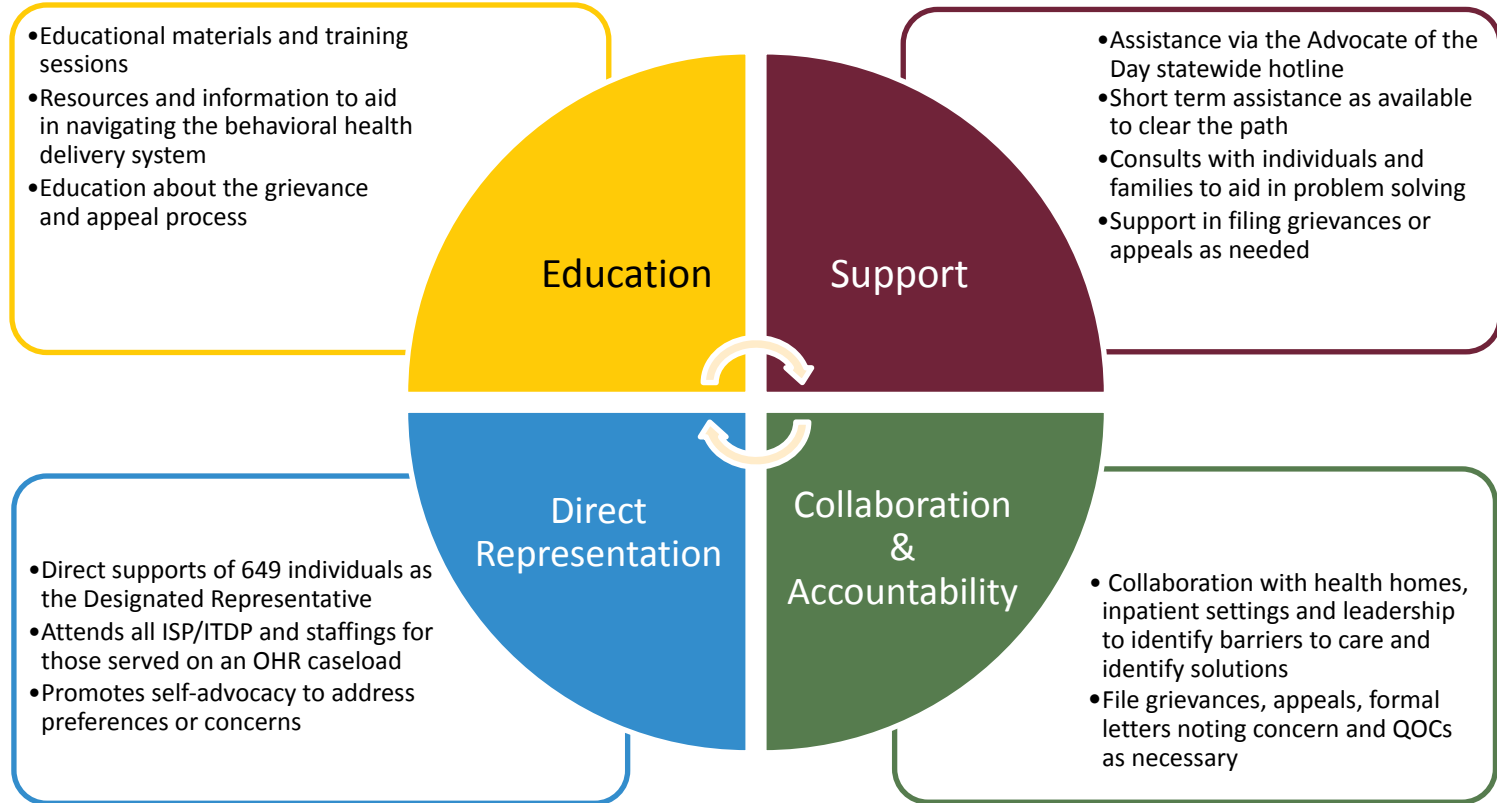 •Educational materials and training
sessions
•Resources and information to aid
in navigating the behavioral health
delivery system
•Education about the grievance
and appeal process
•Assistance via the Advocate of the
Day statewide hotline
•Short term assistance as available
to clear the path
•Consults with individuals and
families to aid in problem solving
•Support in filing grievances or
appeals as needed
Education
Support
Direct
Representation
Collaboration
&
Accountability
•Direct supports of 649 individuals as
the Designated Representative
•Attends all ISP/ITDP and staffings for
those served on an OHR caseload
•Promotes self-advocacy to address
preferences or concerns
• Collaboration with health homes,
inpatient settings and leadership
to identify barriers to care and
identify solutions
•File grievances, appeals, formal
letters noting concern and QOCs
as necessary